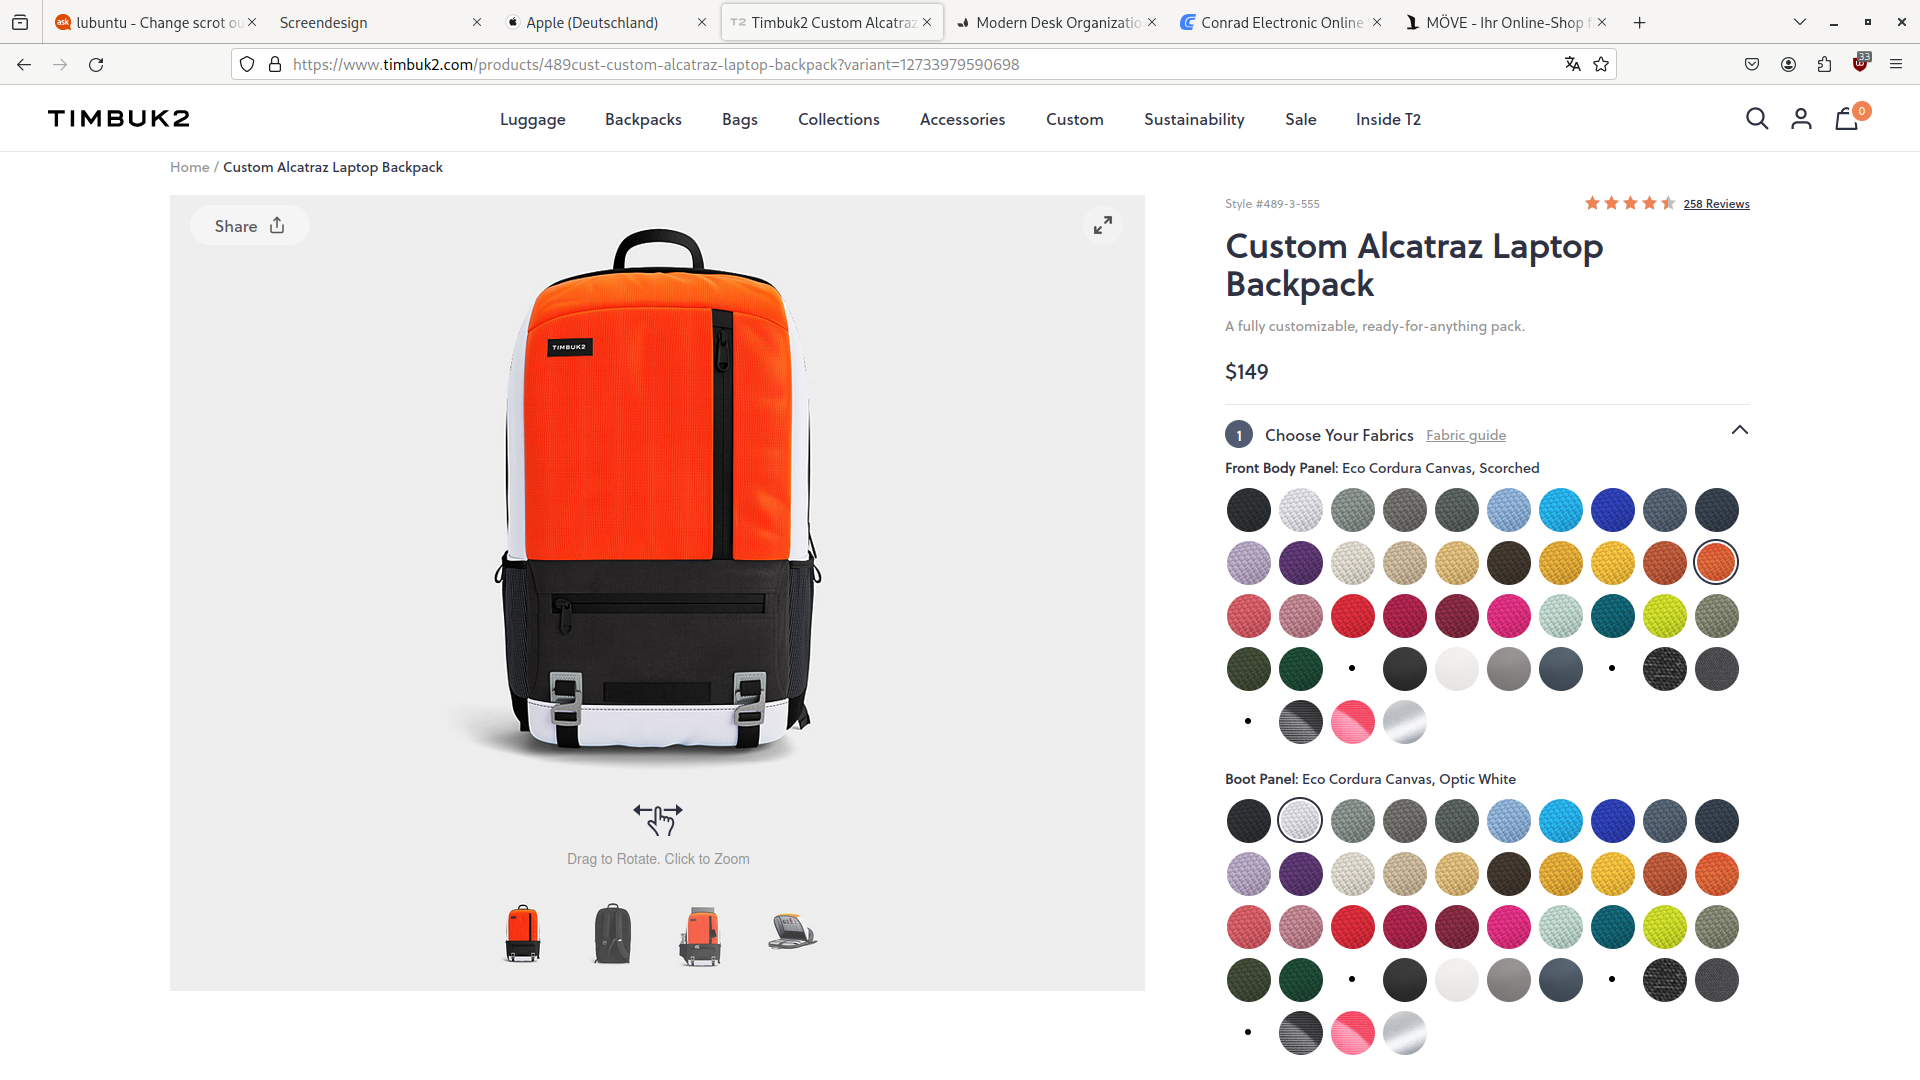 lubuntu - Change scrot ou
Screendesign
Apple (Deutschland)
T2 Timbuk2 Custom Alcatraz
Modern Desk Organizatio
Conrad Electronic Online
MÖVE - Ihr Online-Shop f
https://www.timbuk2.com/products/489cust-custom-alcatraz-laptop-backpack?variant=12733979590698
33
TIMBUK2
Luggage
Backpacks
Bags
Collections
Accessories
Custom
Sustainability
Sale
Inside T2
0
Home / Custom Alcatraz Laptop Backpack
Share
TIMBUK2
Drag to Rotate. Click to Zoom
Style #489-3-555
258 Reviews
Custom Alcatraz Laptop
Backpack
A fully customizable, ready-for-anything pack.
$149
1 Choose Your Fabrics Fabric guide
Front Body Panel: Eco Cordura Canvas, Scorched
Boot Panel: Eco Cordura Canvas, Optic White